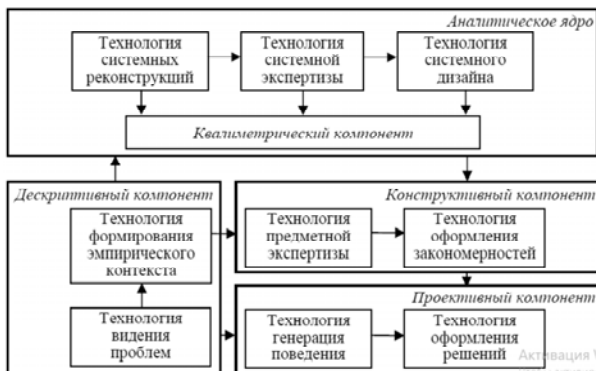 Аналитическое ядро
Технология
системных
реконструкций
Технология
системной
экспертизы
Технология
системного
дизайна
Квалиметрический компонент
Дескриптивный компонент
Технология
формирования
эмпирического
контекста
Технология
видения
проблем
Конструктивный компонент
Технология
предметной
экспертизы
Технология
оформления
закономерностей
Проективный компонент
Технология
генерация
поведения
Технология
оформления
решений
Активация